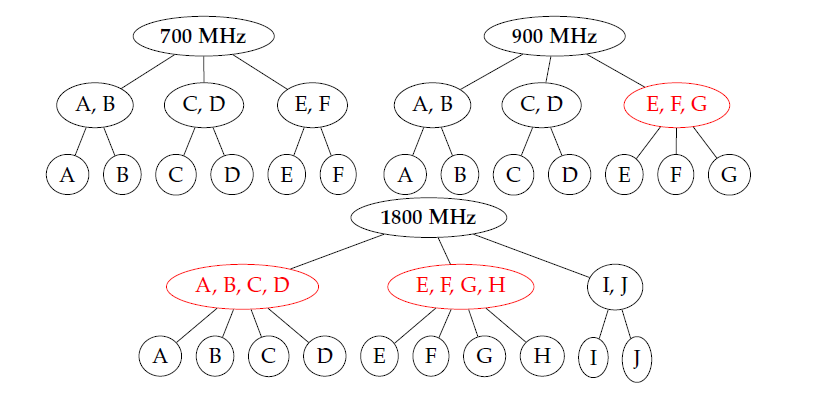 700 MHz 900 MHz
A, B C, D E, F A, B C, D E, F, G
A B C D E F A B C D E F G
1800 MHz
A, B, C, D E, F, G, H I, J
A B C D E F G H I J